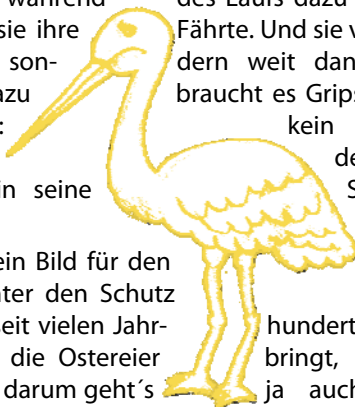 während des Laufs dazu
sie ihre Fährte. Und sie v
son- dern weit dan
azu braucht es Grips
: kein
de
in seine S
ein Bild für den
ter den Schutz
seit vielen Jahr- hundert
die Ostereier bringt,
darum geht´s ja auch